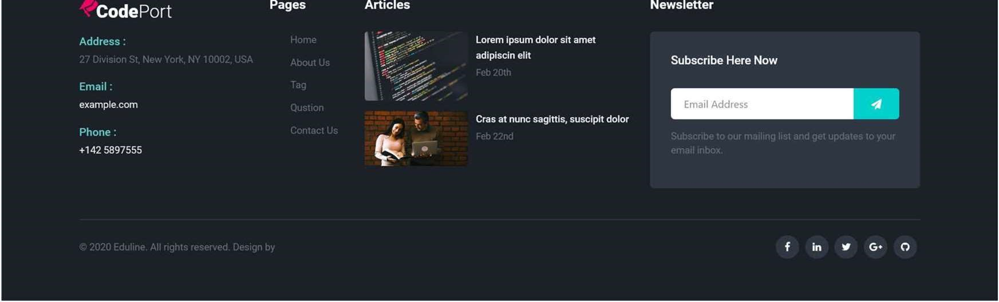 CodePort
Address :
27 Division St, New York, NY 10002, USA
Email :
example.com
Phone :
+142 5897555
Pages
Home
About Us
Tag
Qustion
Contact Us
Articles
Lorem ipsum dolor sit amet
adipiscin elit
Feb 20th
Cras at nunc sagittis, suscipit dolor
Feb 22nd
Newsletter
Subscribe Here Now
Email Address
Subscribe to our mailing list and get updates to your
email inbox.
© 2020 Eduline. All rights reserved. Design by